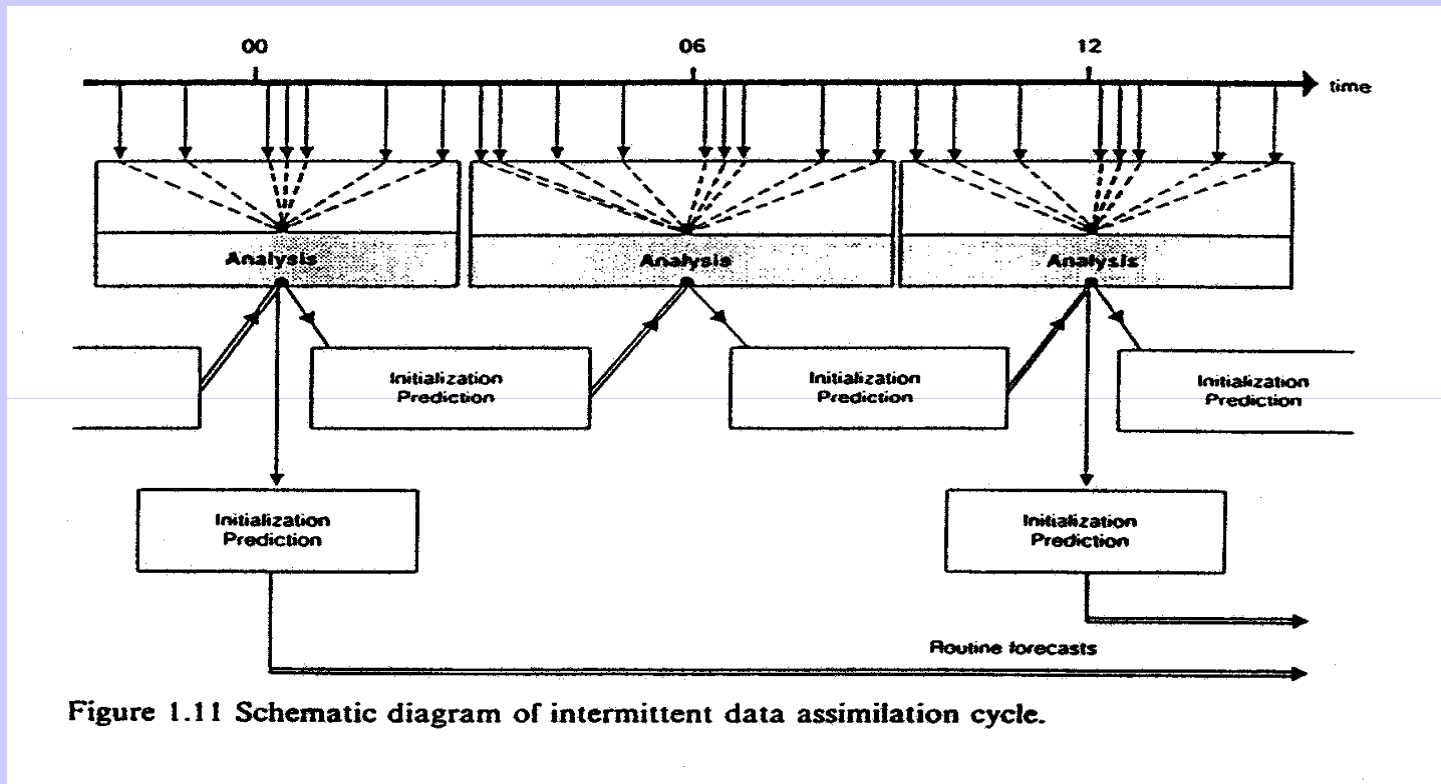 00 06 12
time
Analysis Analysis Analysis
Initialization Initialization Initialization
Prediction Prediction Prediction
Initialization Initialization
Prediction Prediction
Routine forecasts
Figure 1.11 Schematic diagram of intermittent data assimilation cycle.